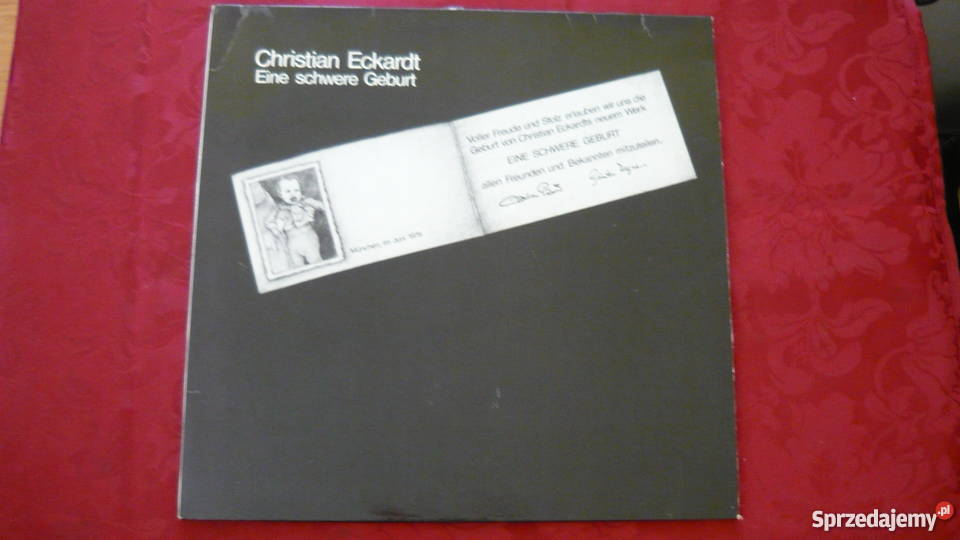 Christian Eckardt
Eine schwere Geburt
Voller Freude und Stolz erlauben wir uns die
Geburt von Christian Eckardts neuem Werk
EINE SCHWERE GEBURT
allen Freunden und Bekannten mitzuteilen.
München, im Juni
Sprzedajemy.pl